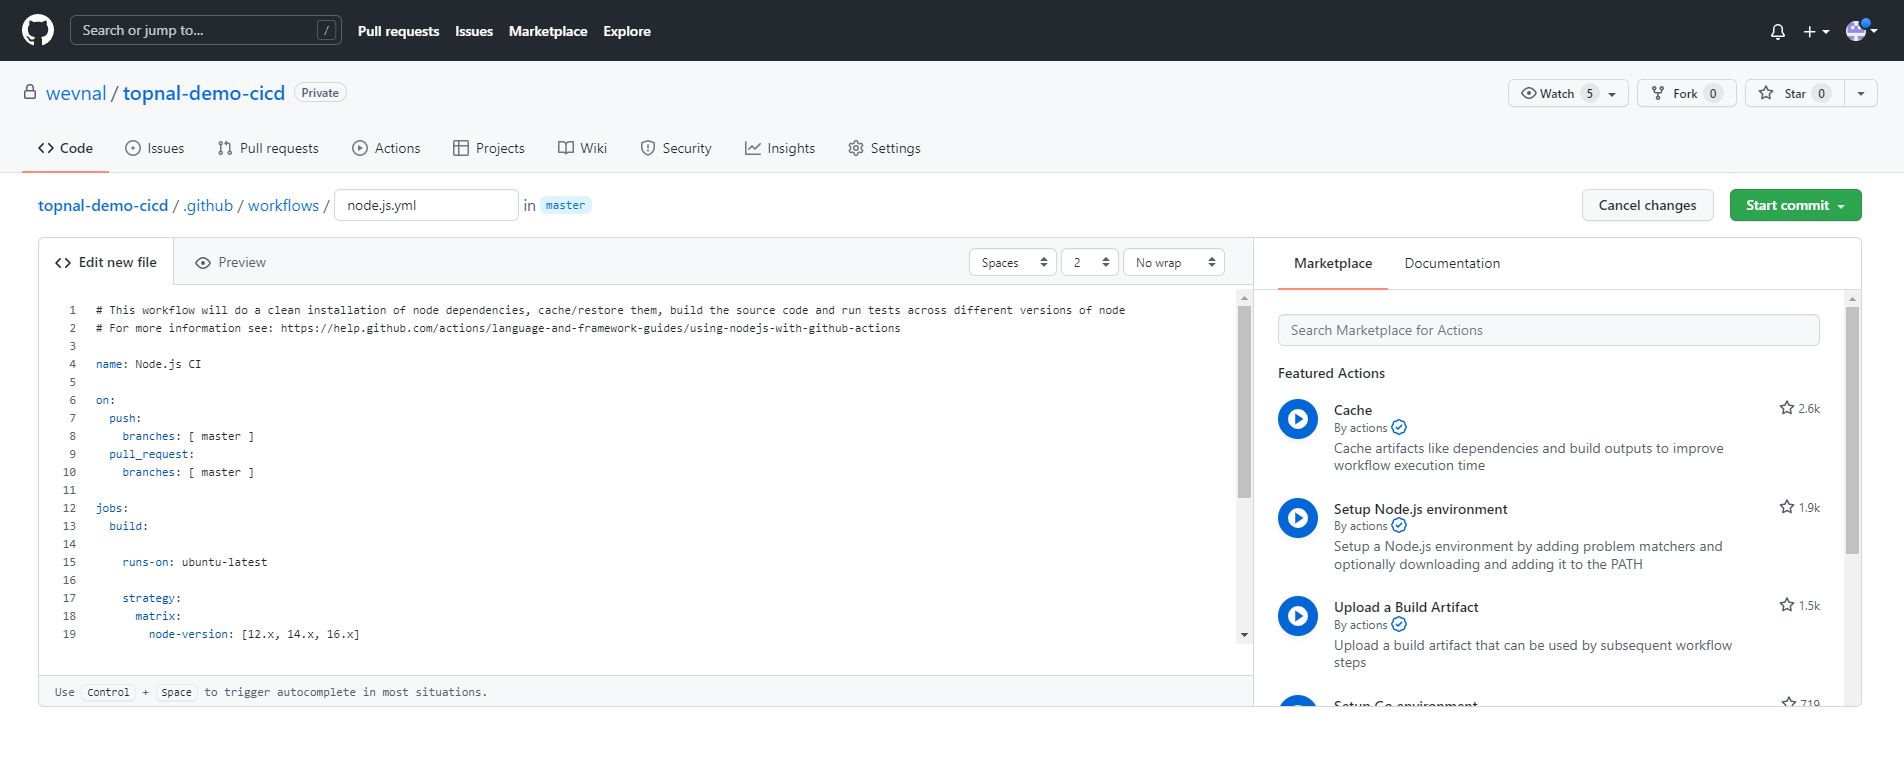 Search or jump to... /
Pull requests Issues Marketplace Explore
wevnal / topnal-demo-cicd Private
Watch 5 Fork 0 Star 0
Code Issues Pull requests Actions Projects Wiki Security Insights Settings
topnal-demo-cicd / .github / workflows / node.js.yml in master
Cancel changes Start commit
Edit new file Preview
Spaces 2 No wrap
1 # This workflow will do a clean installation of node dependencies, cache/restore them, build the source code and run tests across different versions of node
2 # For more information see: https://help.github.com/actions/language-and-framework-guides/using-nodejs-with-github-actions
3
4 name: Node.js CI
5
6 on:
7   push:
8     branches: [ master ]
9   pull_request:
10     branches: [ master ]
11
12 jobs:
13   build:
14
15     runs-on: ubuntu-latest
16
17     strategy:
18       matrix:
19         node-version: [12.x, 14.x, 16.x]
Use Control + Space to trigger autocomplete in most situations.
Marketplace Documentation
Search Marketplace for Actions
Featured Actions
Cache 2.6k
By actions
Cache artifacts like dependencies and build outputs to improve
workflow execution time
Setup Node.js environment 1.9k
By actions
Setup a Node.js environment by adding problem matchers and
optionally downloading and adding it to the PATH
Upload a Build Artifact 1.5k
By actions
Upload a build artifact that can be used by subsequent workflow
steps
Setup Go environment 719